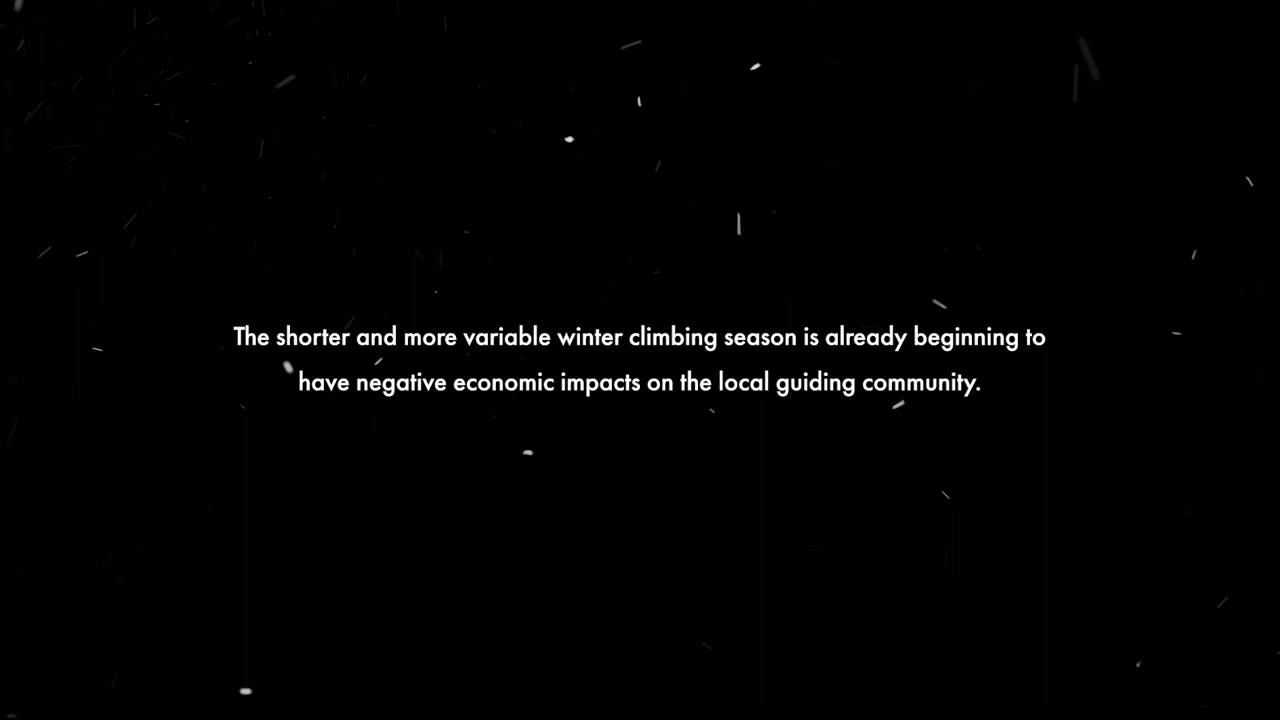 The shorter and more variable winter climbing season is already beginning to
have negative economic impacts on the local guiding community.